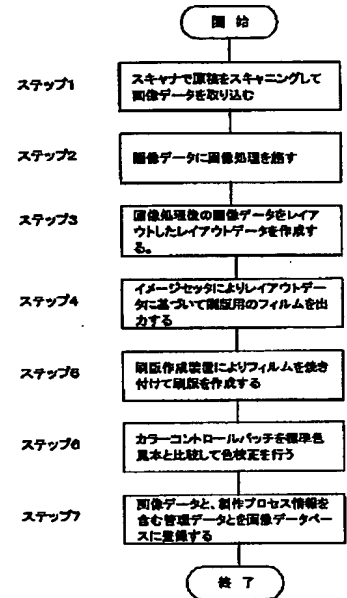 開 始
ステップ1
スキャナで原稿をスキャニングして
画像データを取り込む
ステップ2
画像データに画像処理を施す
ステップ3
画像処理後の画像データをレイア
ウトしたレイアウトデータを作成す
る。
ステップ4
イメージセッタによりレイアウトデー
タに基づいて刷版用のフィルムを出
力する
ステップ5
刷版作成装置によりフィルムを焼き
付けて刷版を作成する
ステップ6
カラーコントロールパッチを標準色
見本と比較して色校正を行う
ステップ7
画像データと、制作プロセス情報を
含む管理データとを画像データベー
スに登録する
終 了